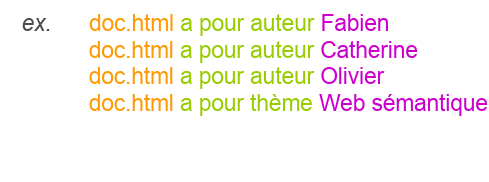 ex. doc.html a pour auteur Fabien
doc.html a pour auteur Catherine
doc.html a pour auteur Olivier
doc.html a pour thème Web sémantique